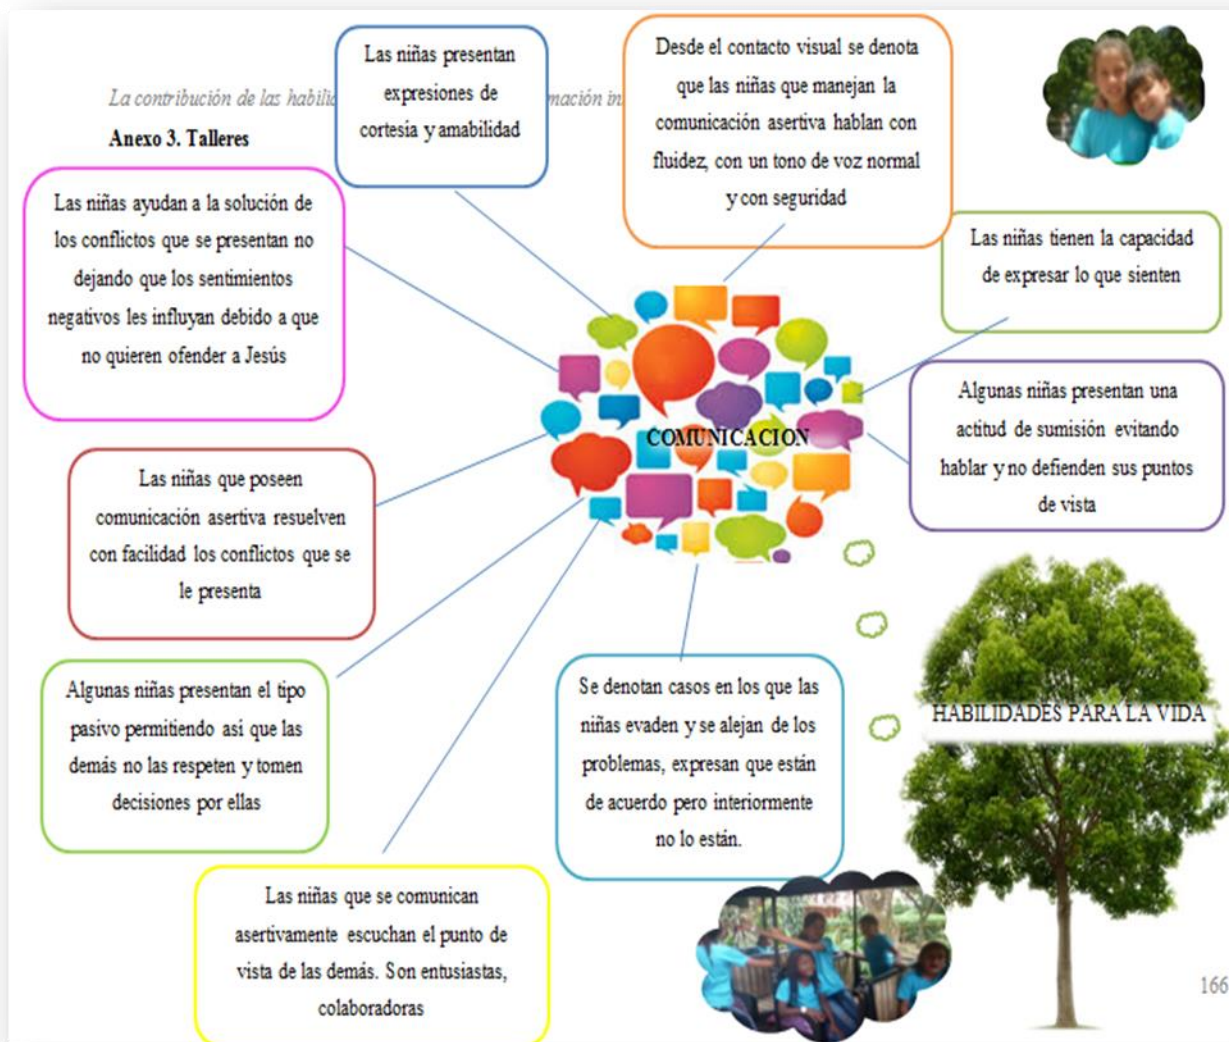 La contribución de las
mación in
Anexo 3. Talleres
Las niñas presentan
expresiones de
cortesía y amabilidad
Desde el contacto visual se denota
que las niñas que manejan la
comunicación asertiva hablan con
fluidez, con un tono de voz normal
y con seguridad
Las niñas ayudan a la solución de
los conflictos que se presentan no
dejando que los sentimientos
negativos les influyan debido a que
no quieren ofender a Jesús
Las niñas tienen la capacidad
de expresar lo que sienten
Algunas niñas presentan una
actitud de sumisión evitando
hablar y no defienden sus puntos
de vista
COMUNICACION
Las niñas que poseen
comunicación asertiva resuelven
con facilidad los conflictos que se
le presenta
Algunas niñas presentan el tipo
pasivo permitiendo así que las
demás no las respeten y tomen
decisiones por ellas
Se denotan casos en los que las
niñas evaden y se alejan de los
problemas, expresan que están
de acuerdo pero interiormente
no lo están.
HABILIDADES PARA LA VIDA
Las niñas que se comunican
asertivamente escuchan el punto de
vista de las demás. Son entusiastas,
colaboradoras
166